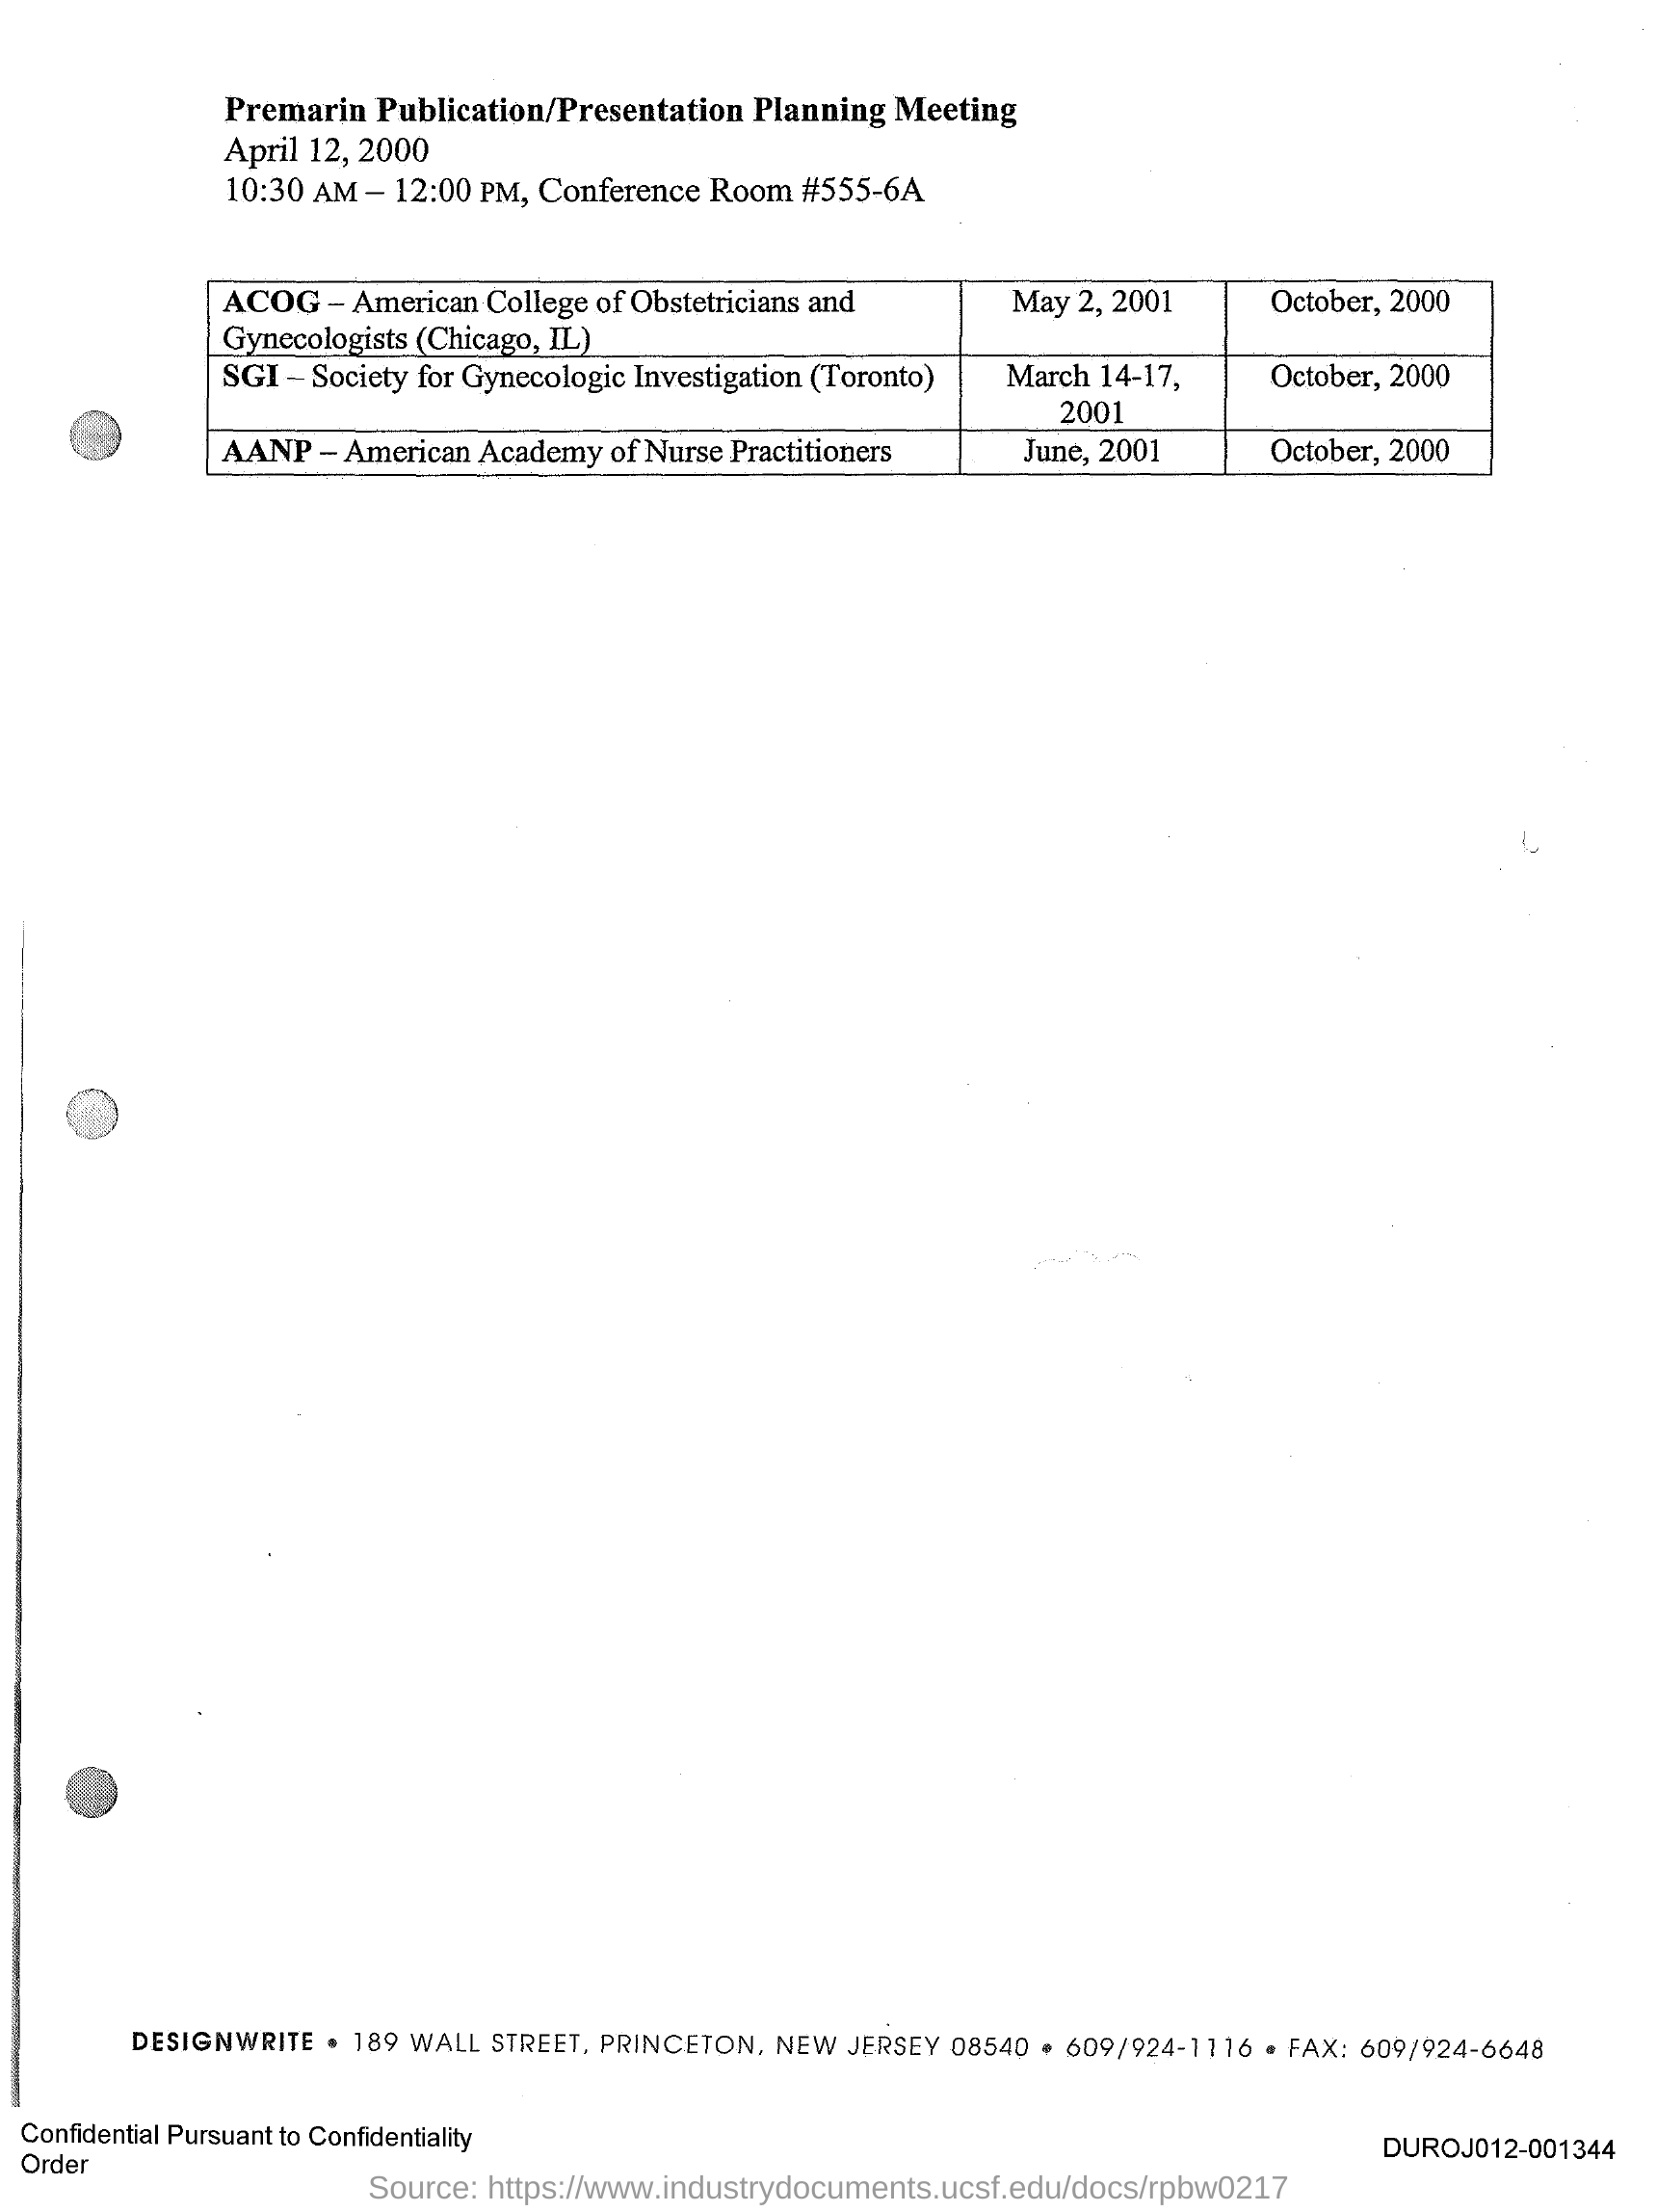 Premarin Publication/Presentation Planning Meeting
April 12, 2000
10:30 AM – 12:00 PM, Conference Room #555-6A
ACOG – American College of Obstetricians and
Gynecologists (Chicago, IL)
May 2, 2001
October, 2000
SGI – Society for Gynecologic Investigation (Toronto)
March 14-17,
2001
October, 2000
AANP – American Academy of Nurse Practitioners
June, 2001
October, 2000
DESIGNWRITE • 189 WALL STREET, PRINCETON, NEW JERSEY 08540 • 609/924-1116 • FAX: 609/924-6648
Confidential Pursuant to Confidentiality
Order
DUROJ012-001344
Source: https://www.industrydocuments.ucsf.edu/docs/rpbw0217